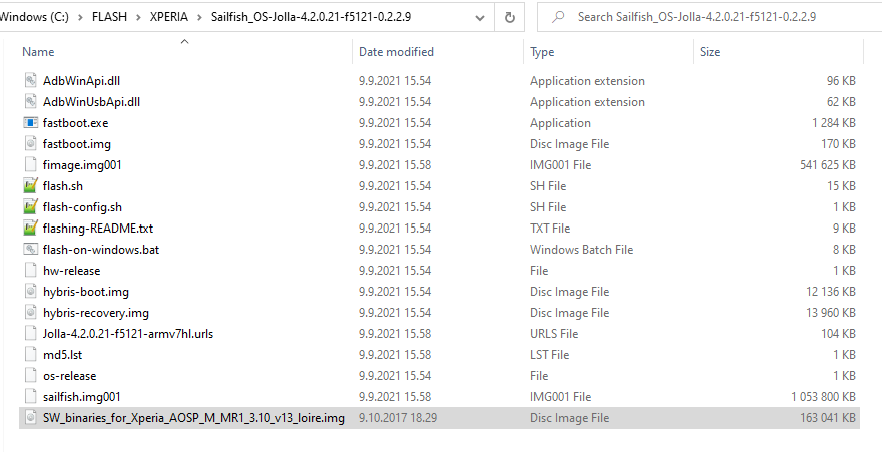 Windows (C:) > FLASH > XPERIA > Sailfish_OS-Jolla-4.2.0.21-f5121-0.2.2.9 Search Sailfish_OS-Jolla-4.2.0.21-f5121-0.2.2.9
Name Date modified Type Size
AdbWinApi.dll 9.9.2021 15.54 Application extension 96 KB
AdbWinUsbApi.dll 9.9.2021 15.54 Application extension 62 KB
fastboot.exe 9.9.2021 15.54 Application 1 284 KB
fastboot.img 9.9.2021 15.54 Disc Image File 170 KB
fimage.img001 9.9.2021 15.58 IMG001 File 541 625 KB
flash.sh 9.9.2021 15.54 SH File 15 KB
flash-config.sh 9.9.2021 15.54 SH File 1 KB
flashing-README.txt 9.9.2021 15.54 TXT File 9 KB
flash-on-windows.bat 9.9.2021 15.54 Windows Batch File 8 KB
hw-release 9.9.2021 15.54 File 1 KB
hybris-boot.img 9.9.2021 15.54 Disc Image File 12 136 KB
hybris-recovery.img 9.9.2021 15.54 Disc Image File 13 960 KB
Jolla-4.2.0.21-f5121-armv7hl.urls 9.9.2021 15.58 URLS File 104 KB
md5.lst 9.9.2021 15.58 LST File 1 KB
os-release 9.9.2021 15.54 File 1 KB
sailfish.img001 9.9.2021 15.58 IMG001 File 1 053 800 KB
SW_binaries_for_Xperia_AOSP_M_MR1_3.10_v13_loire.img 9.10.2017 18.29 Disc Image File 163 041 KB